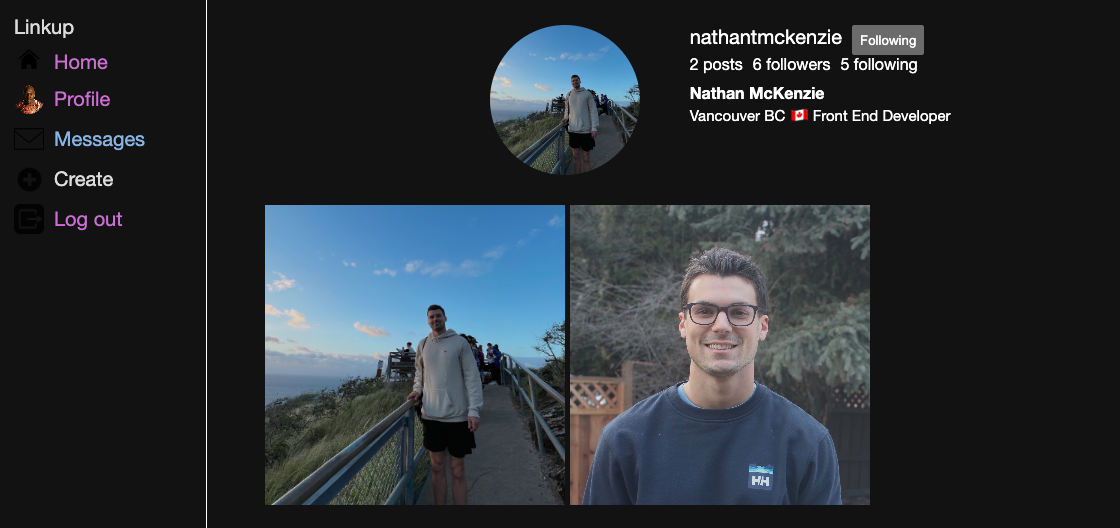 Linkup
Home
Profile
Messages
Create
Log out
nathantmckenzie Following
2 posts 6 followers 5 following
Nathan McKenzie
Vancouver BC 🇨🇦 Front End Developer
H/H